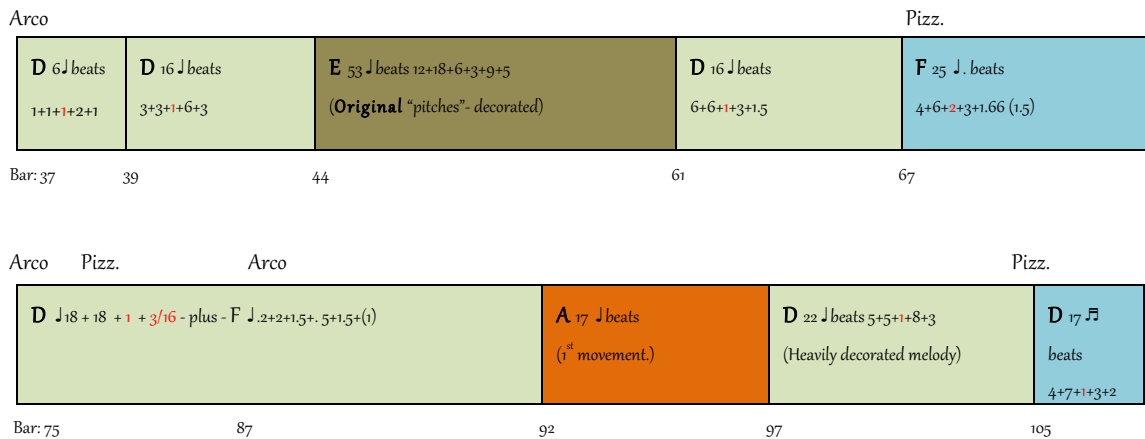 Arco Pizz.
D 6♩beats D 16 ♩beats E 53 ♩beats 12+18+6+3+9+5 D 16 ♩beats F 25 ♩. beats
1+1+1+2+1 3+3+1+6+3 (Original “pitches”- decorated) 6+6+1+3+1.5 4+6+2+3+1.66 (1.5)
Bar: 37 39 44 61 67
Arco Pizz. Arco Pizz.
D ♩18 + 18 + 1 + 3/16 - plus - F ♩.2+2+1.5+. 5+1.5+(1) A 17 ♩beats D 22 ♩beats 5+5+1+8+3 D 17 ♬
(1st movement.) (Heavily decorated melody) beats
4+7+1+3+2
Bar: 75 87 92 97 105